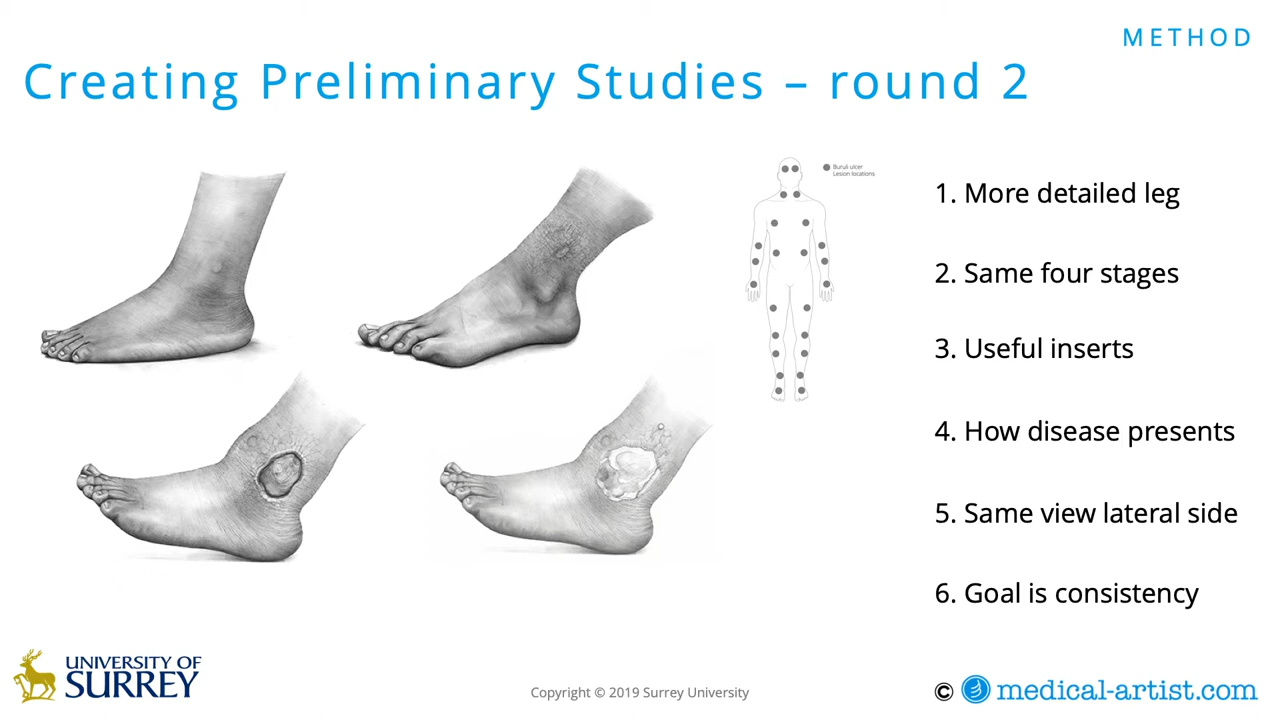 METHOD
Creating Preliminary Studies – round 2
Buruli ulcer
Lesion locations
1. More detailed leg
2. Same four stages
3. Useful inserts
4. How disease presents
5. Same view lateral side
6. Goal is consistency
UNIVERSITY OF
SURREY
Copyright © 2019 Surrey University
© medical-artist.com